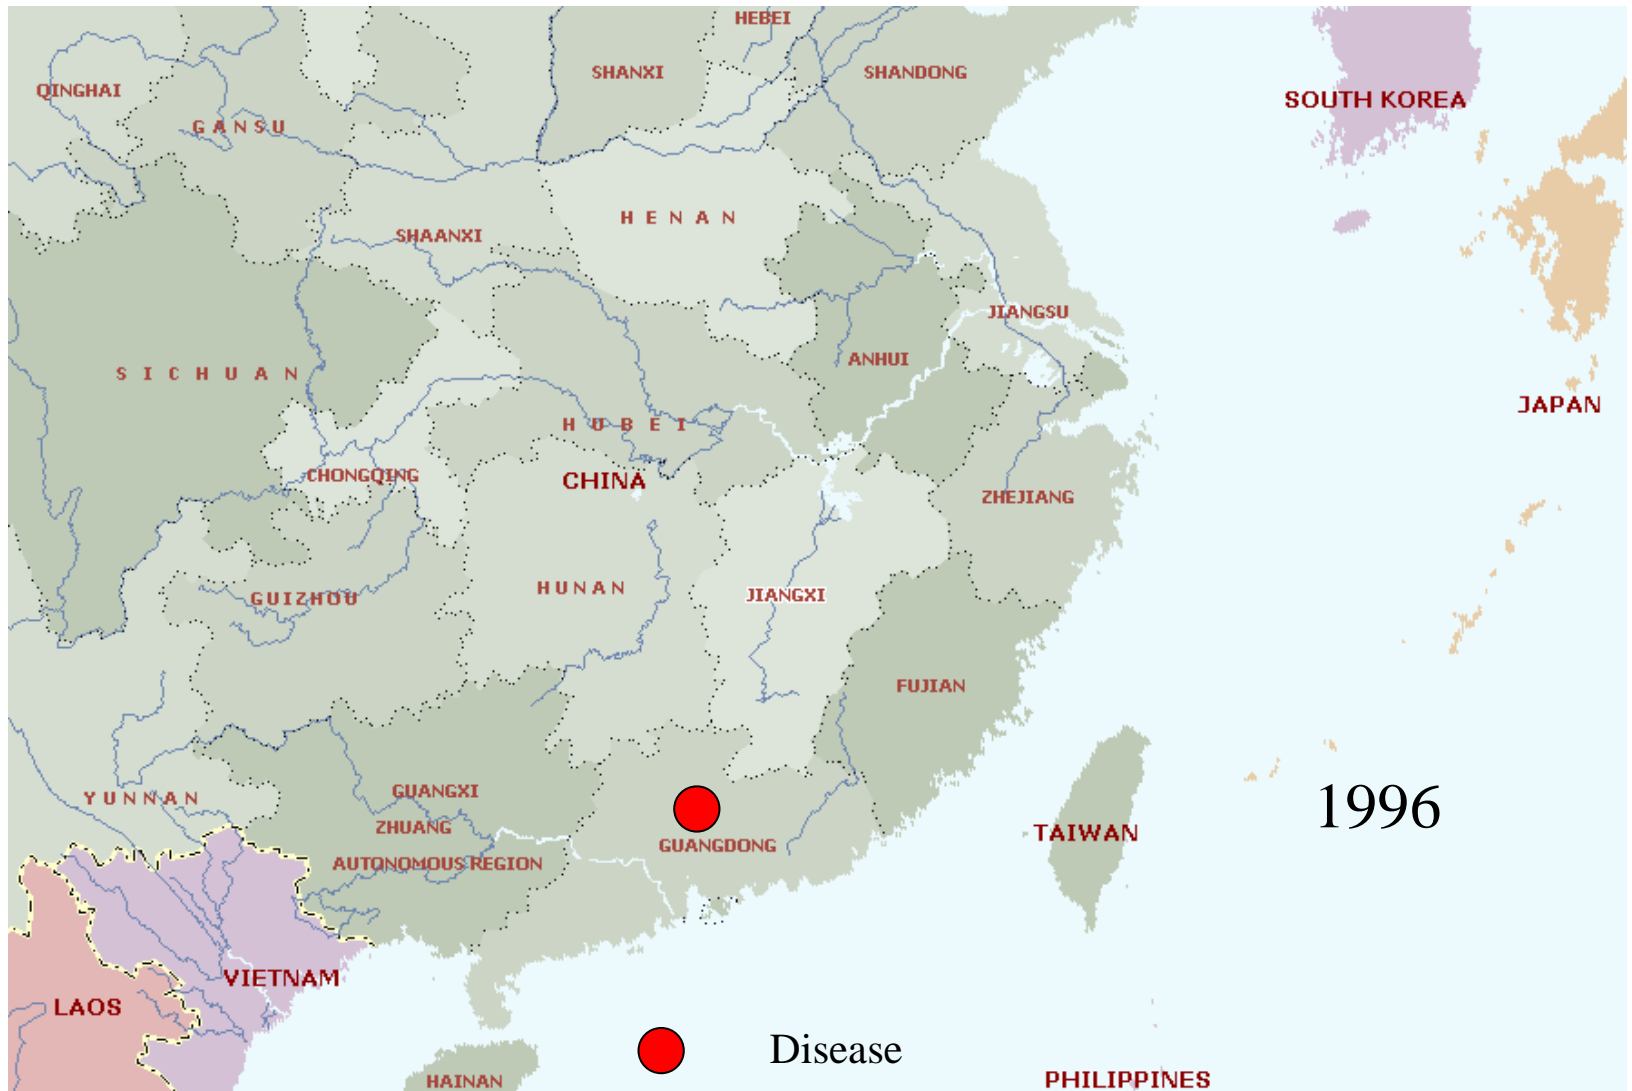 HEBEI
SHANXI
SHANDONG
QINGHAI
SOUTH KOREA
GANSU
HENAN
SHAANXI
JIANGSU
ANHUI
SICHUAN
JAPAN
HUBEI
CHONGQING
CHINA
ZHEJIANG
HUNAN
JIANGXI
GUIZHOU
FUJIAN
GUANGXI
ZHUANG
AUTONOMOUS REGION
YUNNAN
1996
TAIWAN
GUANGDONG
VIETNAM
LAOS
Disease
HAINAN
PHILIPPINES